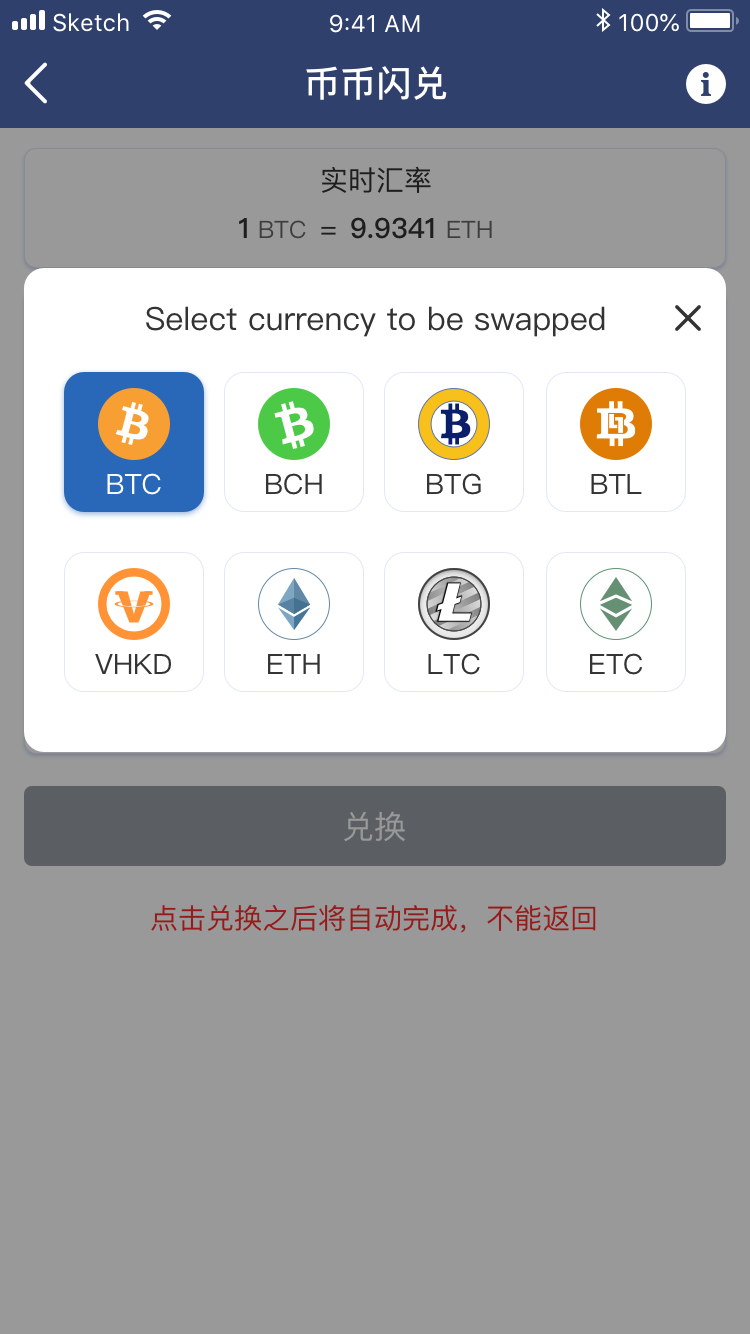 Sketch 9:41 AM 100%
币币闪兑
实时汇率
1 BTC = 9.9341 ETH
Select currency to be swapped
BTC BCH BTG BTL
VHKD ETH LTC ETC
兑换
点击兑换之后将自动完成，不能返回